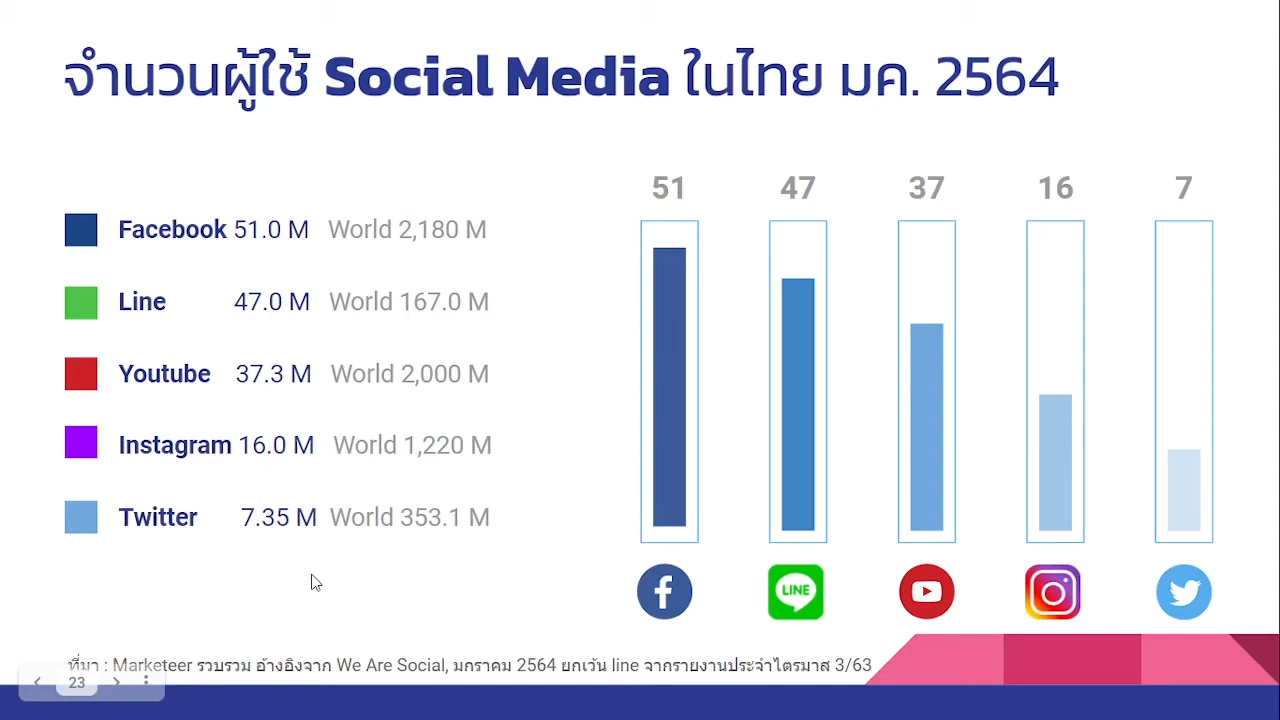 จำนวนผู้ใช้ Social Media ในไทย มค. 2564
51 47 37 16 7
Facebook 51.0 M World 2,180 M
Line 47.0 M World 167.0 M
Youtube 37.3 M World 2,000 M
Instagram 16.0 M World 1,220 M
Twitter 7.35 M World 353.1 M
LINE
ที่มา : Marketeer รวบรวม อ้างอิงจาก We Are Social, มกราคม 2564 ยกเว้น line จากรายงานประจำไตรมาส 3/63
23